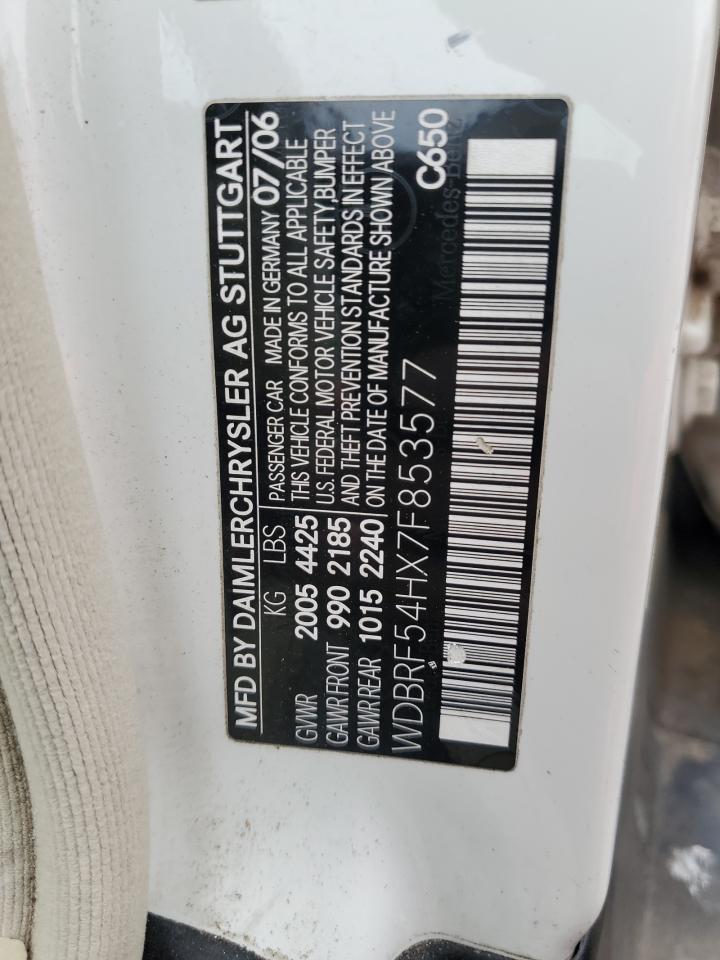 MFD BY DAIMLERCHRYSLER AG STUTTGART
KG LBS
GVWR 2005 4425
GAWR FRONT 990 2185
GAWR REAR 1015 2240
PASSENGER CAR MADE IN GERMANY 07/06
THIS VEHICLE CONFORMS TO ALL APPLICABLE
U.S. FEDERAL MOTOR VEHICLE SAFETY,BUMPER
AND THEFT PREVENTION STANDARDS IN EFFECT
ON THE DATE OF MANUFACTURE SHOWN ABOVE
WDBRF54HX7F853577
C650
Mercedes-Benz